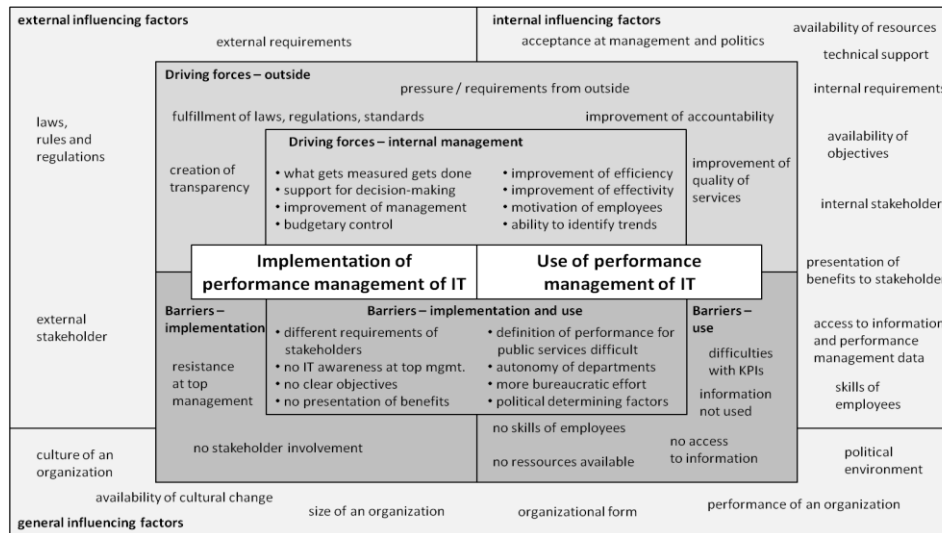 external influencing factors
external requirements
laws,
rules and
regulations
external
stakeholder
internal influencing factors
acceptance at management and politics
availability of resources
technical support
internal requirements
availability of
objectives
internal stakeholder
presentation of
benefits to stakeholder
access to information
and performance
management data
skills of
employees
Driving forces – outside
pressure / requirements from outside
fulfillment of laws, regulations, standards
improvement of accountability
creation of
transparency
improvement of
quality of
services
Driving forces – internal management
• what gets measured gets done
• support for decision-making
• improvement of management
• budgetary control
• improvement of efficiency
• improvement of effectivity
• motivation of employees
• ability to identify trends
Implementation of
performance management of IT
Use of performance
management of IT
Barriers –
implementation
resistance
at top
management
no stakeholder involvement
Barriers – implementation and use
• different requirements of
stakeholders
• no IT awareness at top mgmt.
• no clear objectives
• no presentation of benefits
• definition of performance for
public services difficult
• autonomy of departments
• more bureaucratic effort
• political determining factors
Barriers –
use
difficulties
with KPIs
information
not used
no skills of employees
no ressources available
no access
to information
culture of an
organization
availability of cultural change
size of an organization
organizational form
performance of an organization
political
environment
general influencing factors